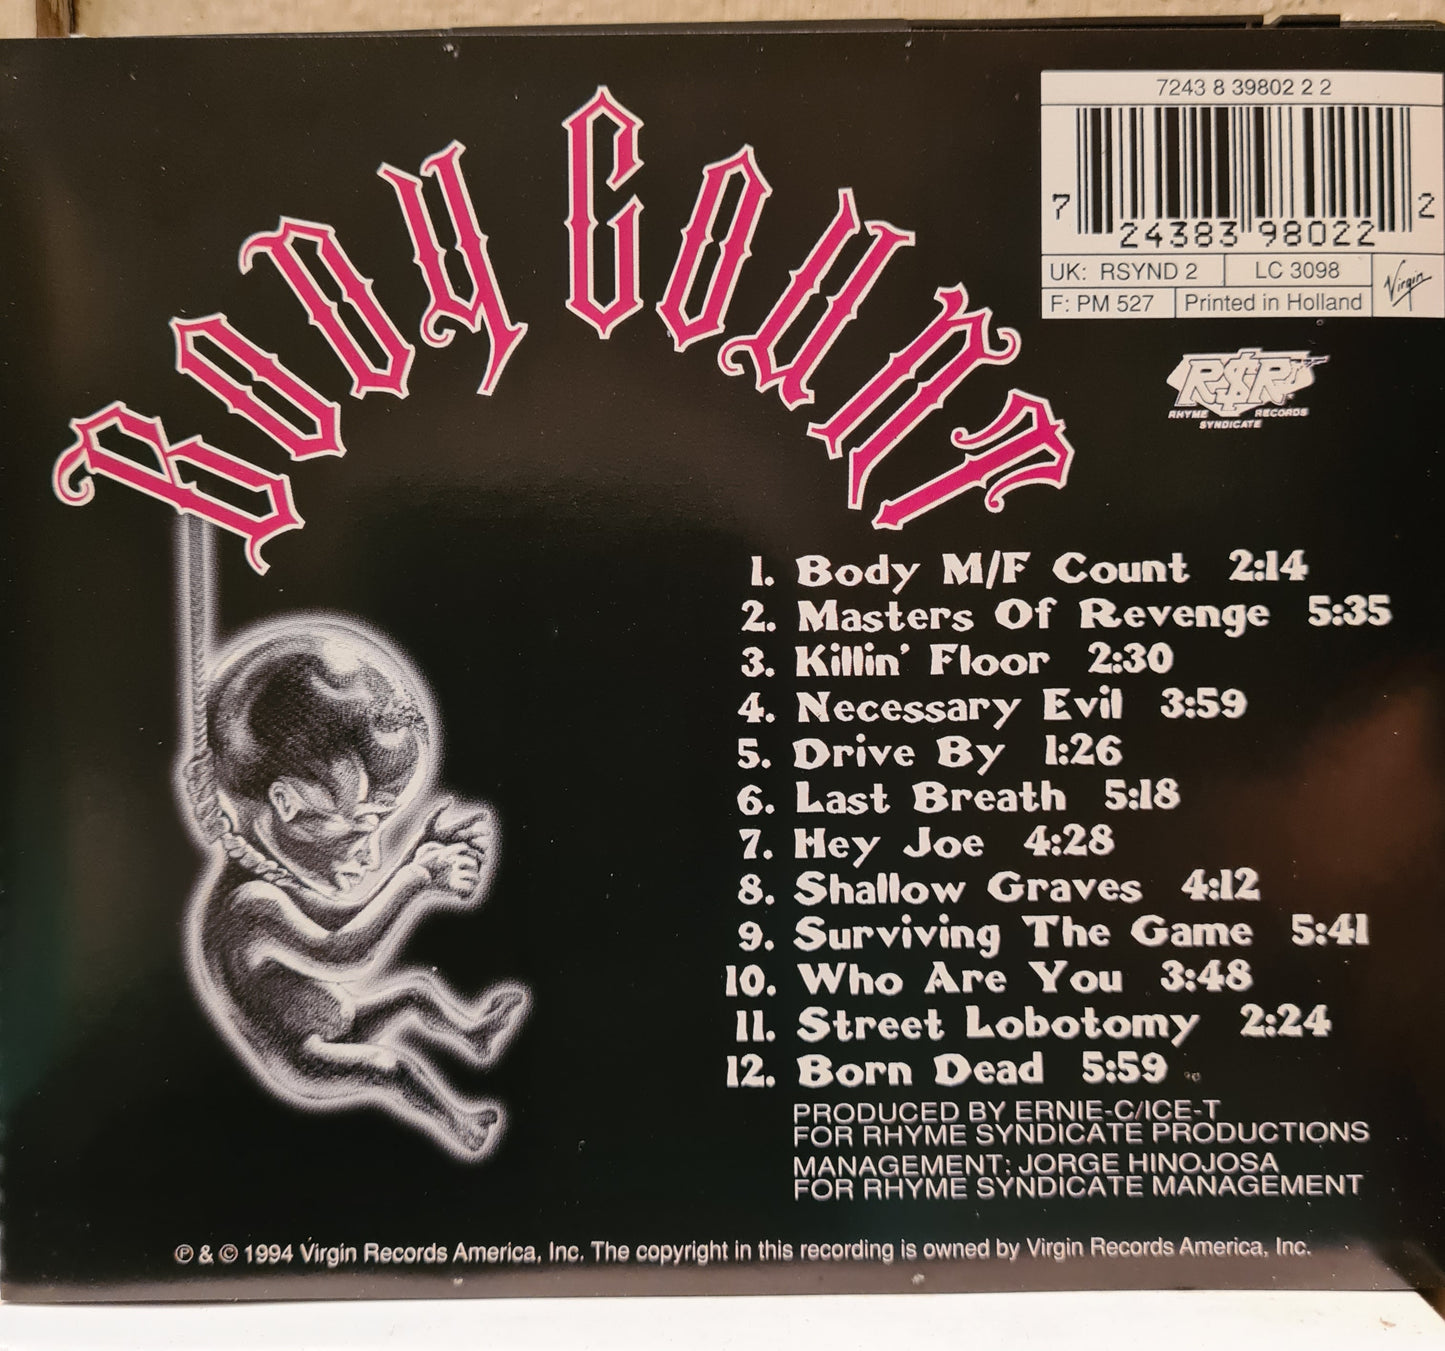 7243 8 39802 2 2
7 24383 98022 2
UK: RSYND 2 LC 3098 Virgin
F: PM 527 Printed in Holland
Body Count
R$R
RHYME RECORDS
SYNDICATE
1. Body M/F Count 2:14
2. Masters Of Revenge 5:35
3. Killin' Floor 2:30
4. Necessary Evil 3:59
5. Drive By 1:26
6. Last Breath 5:18
7. Hey Joe 4:28
8. Shallow Graves 4:12
9. Surviving The Game 5:41
10. Who Are You 3:48
11. Street Lobotomy 2:24
12. Born Dead 5:59
PRODUCED BY ERNIE-C/ICE-T
FOR RHYME SYNDICATE PRODUCTIONS
MANAGEMENT: JORGE HINOJOSA
FOR RHYME SYNDICATE MANAGEMENT
℗ & © 1994 Virgin Records America, Inc. The copyright in this recording is owned by Virgin Records America, Inc.